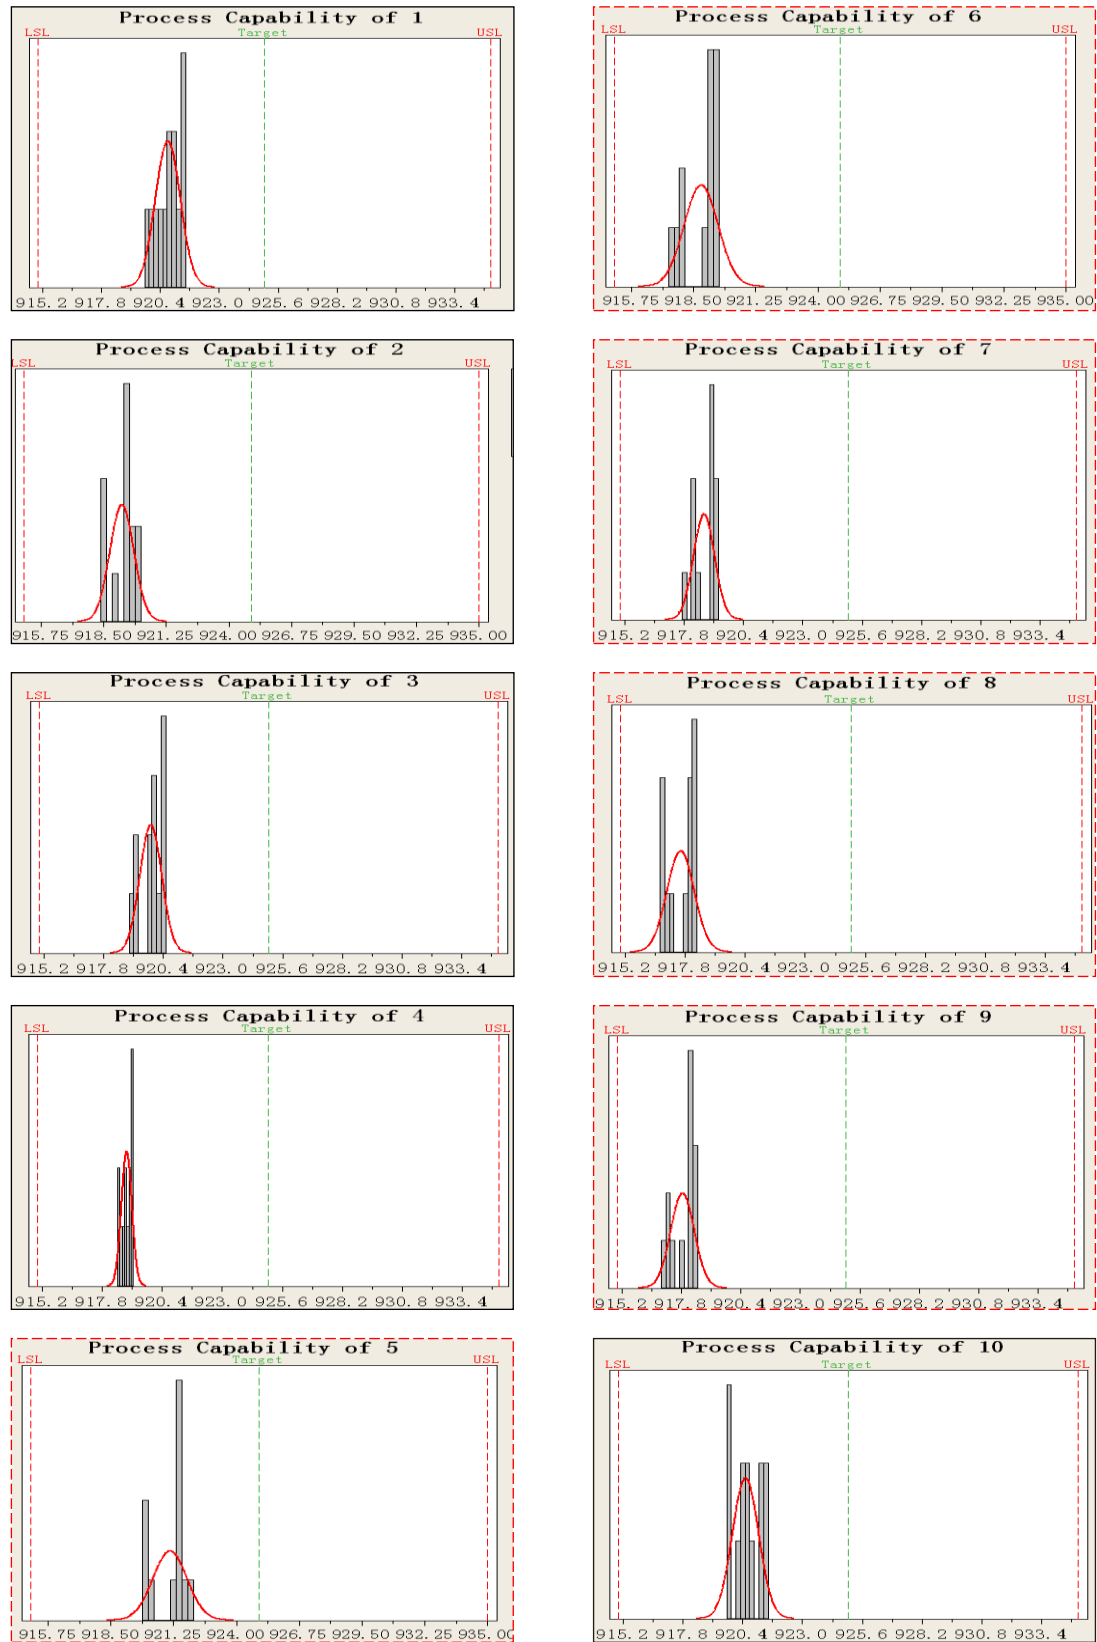 Process Capability of 1
LSL Target USL
915.2 917.8 920.4 923.0 925.6 928.2 930.8 933.4
Process Capability of 6
LSL Target USL
915.75 918.50 921.25 924.00 926.75 929.50 932.25 935.00
Process Capability of 2
LSL Target USL
915.75 918.50 921.25 924.00 926.75 929.50 932.25 935.00
Process Capability of 7
LSL Target USL
915.2 917.8 920.4 923.0 925.6 928.2 930.8 933.4
Process Capability of 3
LSL Target USL
915.2 917.8 920.4 923.0 925.6 928.2 930.8 933.4
Process Capability of 8
LSL Target USL
915.2 917.8 920.4 923.0 925.6 928.2 930.8 933.4
Process Capability of 4
LSL Target USL
915.2 917.8 920.4 923.0 925.6 928.2 930.8 933.4
Process Capability of 9
LSL Target USL
915.2 917.8 920.4 923.0 925.6 928.2 930.8 933.4
Process Capability of 5
LSL Target USL
915.75 918.50 921.25 924.00 926.75 929.50 932.25 935.00
Process Capability of 10
LSL Target USL
915.2 917.8 920.4 923.0 925.6 928.2 930.8 933.4